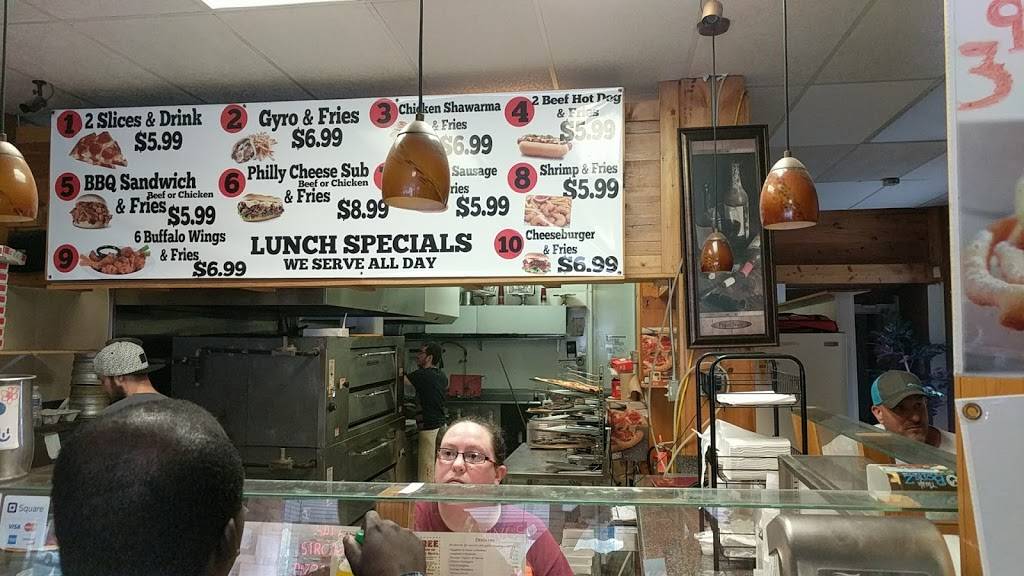 1 2 Slices & Drink
$5.99
2 Gyro & Fries
$6.99
3 Chicken Shawarma
& Fries
$6.99
4 2 Beef Hot Dog
& Fries
$5.99
5 BBQ Sandwich
Beef or Chicken
& Fries $5.99
6 Philly Cheese Sub
Beef or Chicken
& Fries
$8.99
Sausage
$5.99
8 Shrimp & Fries
$5.99
9 6 Buffalo Wings
& Fries
$6.99
LUNCH SPECIALS
WE SERVE ALL DAY
10 Cheeseburger
& Fries
$6.99
9
3
Square
VISA